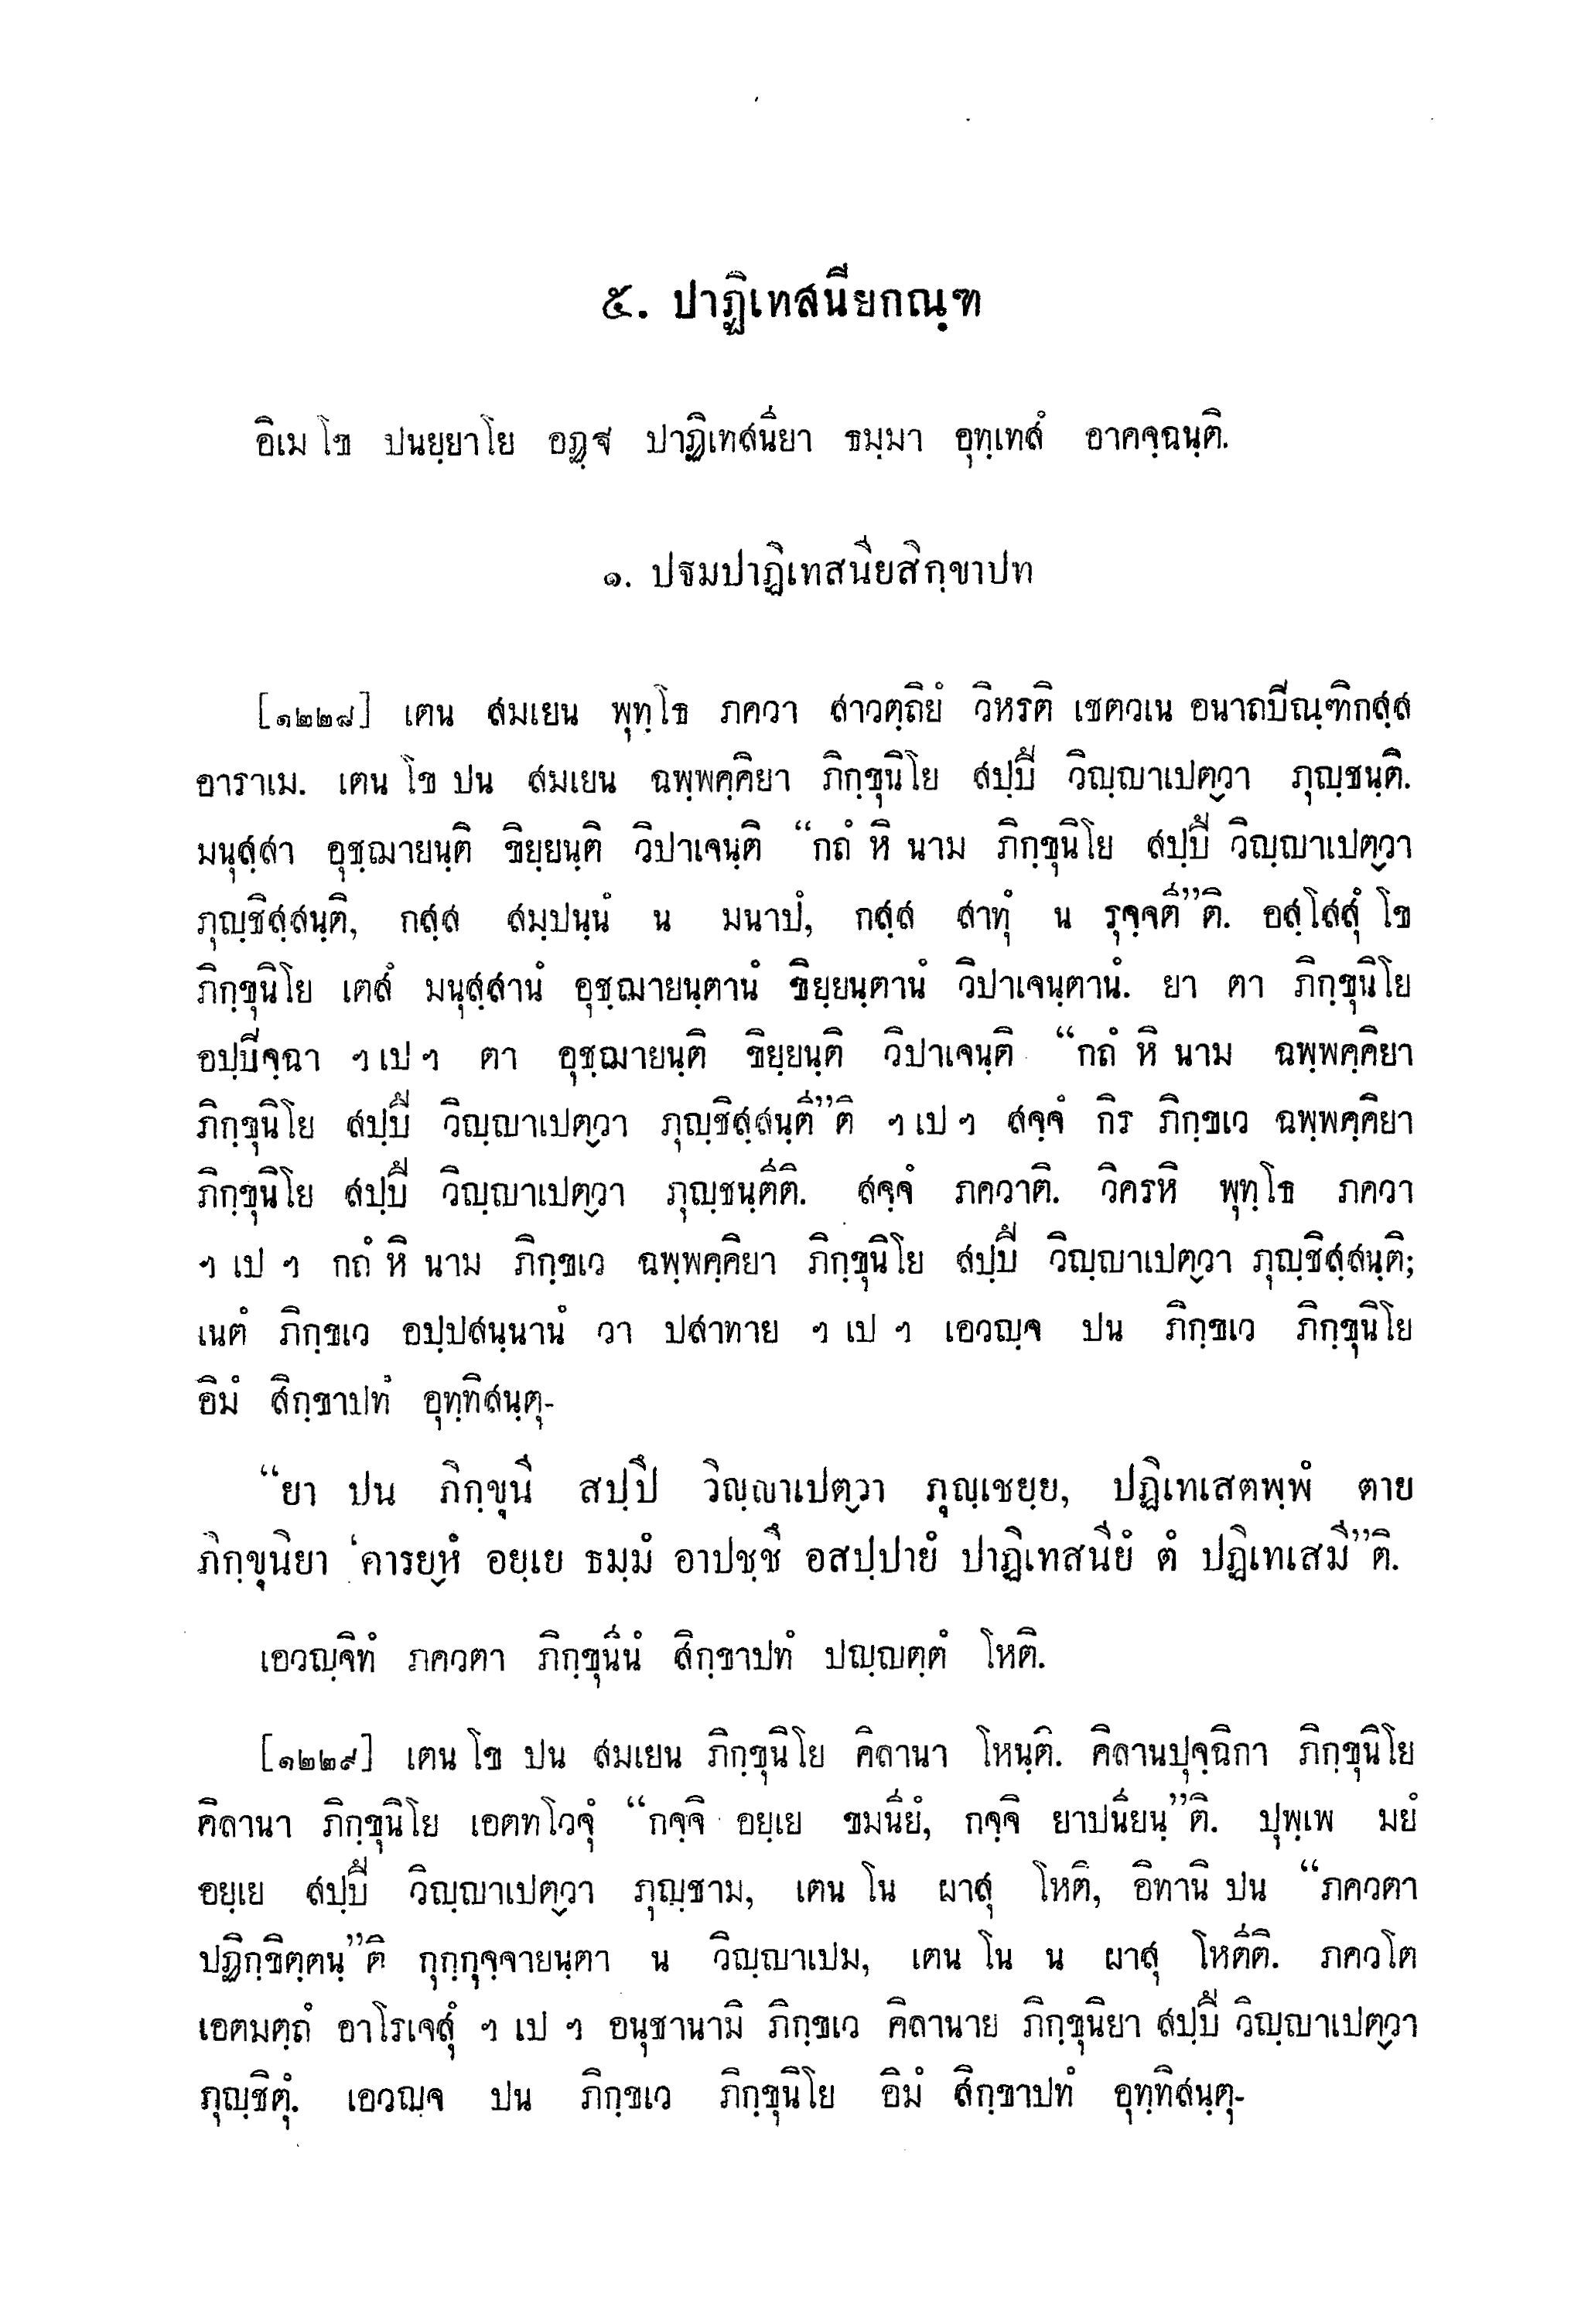 ๕. ปาฏิเทสนียกณฺฑ
อิเม โข ปนยฺยาโย อฏฺฐ ปาฏิเทสนียา ธมฺมา อุทฺเทสํ อาคจฺฉนฺติ.
๑. ปฐมปาฏิเทสนียสิกฺขาปท
[๑๒๒๘] เตน สมเยน พุทฺโธ ภควา สาวตฺถิยํ วิหรติ เชตวเน อนาถปิณฺฑิกสฺส
อาราเม. เตน โข ปน สมเยน ฉพฺพคฺคิยา ภิกฺขุนิโย สปฺปึ วิญฺญาเปตฺวา ภุญฺชนฺติ.
มนุสฺสา อุชฺฌายนฺติ ขิยฺยนฺติ วิปาเจนฺติ “กถํ หิ นาม ภิกฺขุนิโย สปฺปึ วิญฺญาเปตฺวา
ภุญฺชิสฺสนฺติ, กสฺส สมฺปนฺนํ น มนาปํ, กสฺส สาทุํ น รุจฺจตี”ติ. อสฺโสสุํ โข
ภิกฺขุนิโย เตสํ มนุสฺสานํ อุชฺฌายนฺตานํ ขิยฺยนฺตานํ วิปาเจนฺตานํ. ยา ตา ภิกฺขุนิโย
อปฺปิจฺฉา ฯ เป ฯ ตา อุชฺฌายนฺติ ขิยฺยนฺติ วิปาเจนฺติ “กถํ หิ นาม ฉพฺพคฺคิยา
ภิกฺขุนิโย สปฺปึ วิญฺญาเปตฺวา ภุญฺชิสฺสนฺตี”ติ ฯ เป ฯ สจฺจํ กิร ภิกฺขเว ฉพฺพคฺคิยา
ภิกฺขุนิโย สปฺปึ วิญฺญาเปตฺวา ภุญฺชนฺตีติ. สจฺจํ ภควาติ. วิครหิ พุทฺโธ ภควา
ฯ เป ฯ กถํ หิ นาม ภิกฺขเว ฉพฺพคฺคิยา ภิกฺขุนิโย สปฺปึ วิญฺญาเปตฺวา ภุญฺชิสฺสนฺติ;
เนตํ ภิกฺขเว อปฺปสนฺนานํ วา ปสาทาย ฯ เป ฯ เอวญฺจ ปน ภิกฺขเว ภิกฺขุนิโย
อิมํ สิกฺขาปทํ อุทฺทิสนฺตุ-
“ยา ปน ภิกฺขุนี สปฺปึ วิญฺญาเปตฺวา ภุญฺเชยฺย, ปฏิเทเสตพฺพํ ตาย
ภิกฺขุนิยา ‘คารยฺหํ อยฺเย ธมฺมํ อาปชฺชึ อสปฺปายํ ปาฏิเทสนียํ ตํ ปฏิเทเสมี”ติ.
เอวญฺจิทํ ภควตา ภิกฺขุนีนํ สิกฺขาปทํ ปญฺญตฺตํ โหติ.
[๑๒๒๙] เตน โข ปน สมเยน ภิกฺขุนิโย คิลานา โหนฺติ. คิลานปุจฺฉิกา ภิกฺขุนิโย
คิลานา ภิกฺขุนิโย เอตทโวจุํ “กจฺจิ อยฺเย ขมนียํ, กจฺจิ ยาปนียนฺ”ติ. ปุพฺเพ มยํ
อยฺเย สปฺปึ วิญฺญาเปตฺวา ภุญฺชาม, เตน โน ผาสุ โหติ, อิทานิ ปน “ภควตา
ปฏิกฺขิตฺตนฺ”ติ กุกฺกุจฺจายนฺตา น วิญฺญาเปม, เตน โน น ผาสุ โหตีติ. ภควโต
เอตมตฺถํ อาโรเจสุํ ฯ เป ฯ อนุชานามิ ภิกฺขเว คิลานาย ภิกฺขุนิยา สปฺปึ วิญฺญาเปตฺวา
ภุญฺชิตุํ. เอวญฺจ ปน ภิกฺขเว ภิกฺขุนิโย อิมํ สิกฺขาปทํ อุทฺทิสนฺตุ-